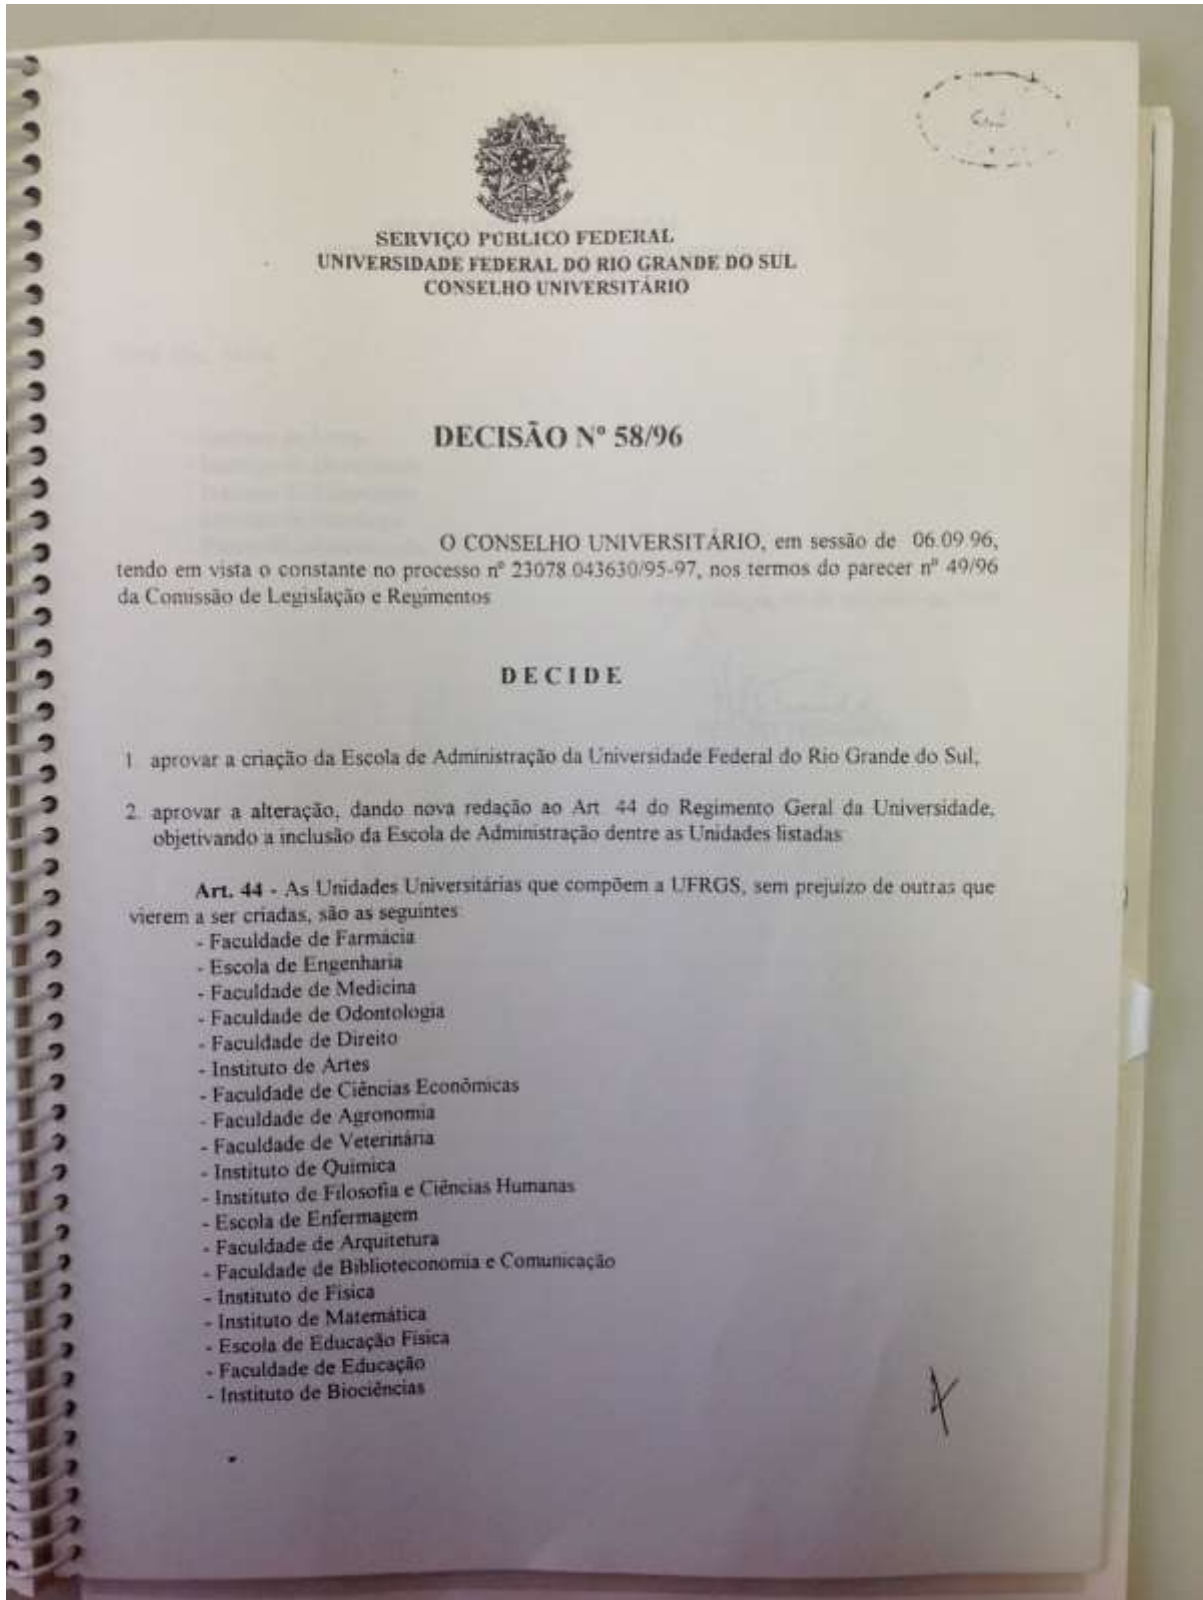 SERVIÇO PÚBLICO FEDERAL
UNIVERSIDADE FEDERAL DO RIO GRANDE DO SUL
CONSELHO UNIVERSITÁRIO
DECISÃO Nº 58/96
O CONSELHO UNIVERSITÁRIO, em sessão de 06.09.96,
tendo em vista o constante no processo nº 23078.043630/95-97, nos termos do parecer nº 49/96
da Comissão de Legislação e Regimentos
D E C I D E
1 aprovar a criação da Escola de Administração da Universidade Federal do Rio Grande do Sul,
2. aprovar a alteração, dando nova redação ao Art. 44 do Regimento Geral da Universidade,
objetivando a inclusão da Escola de Administração dentre as Unidades listadas
Art. 44 - As Unidades Universitárias que compõem a UFRGS, sem prejuízo de outras que
vierem a ser criadas, são as seguintes
- Faculdade de Farmácia
- Escola de Engenharia
- Faculdade de Medicina
- Faculdade de Odontologia
- Faculdade de Direito
- Instituto de Artes
- Faculdade de Ciências Econômicas
- Faculdade de Agronomia
- Faculdade de Veterinária
- Instituto de Química
- Instituto de Filosofia e Ciências Humanas
- Escola de Enfermagem
- Faculdade de Arquitetura
- Faculdade de Biblioteconomia e Comunicação
- Instituto de Física
- Instituto de Matemática
- Escola de Educação Física
- Faculdade de Educação
- Instituto de Biociências